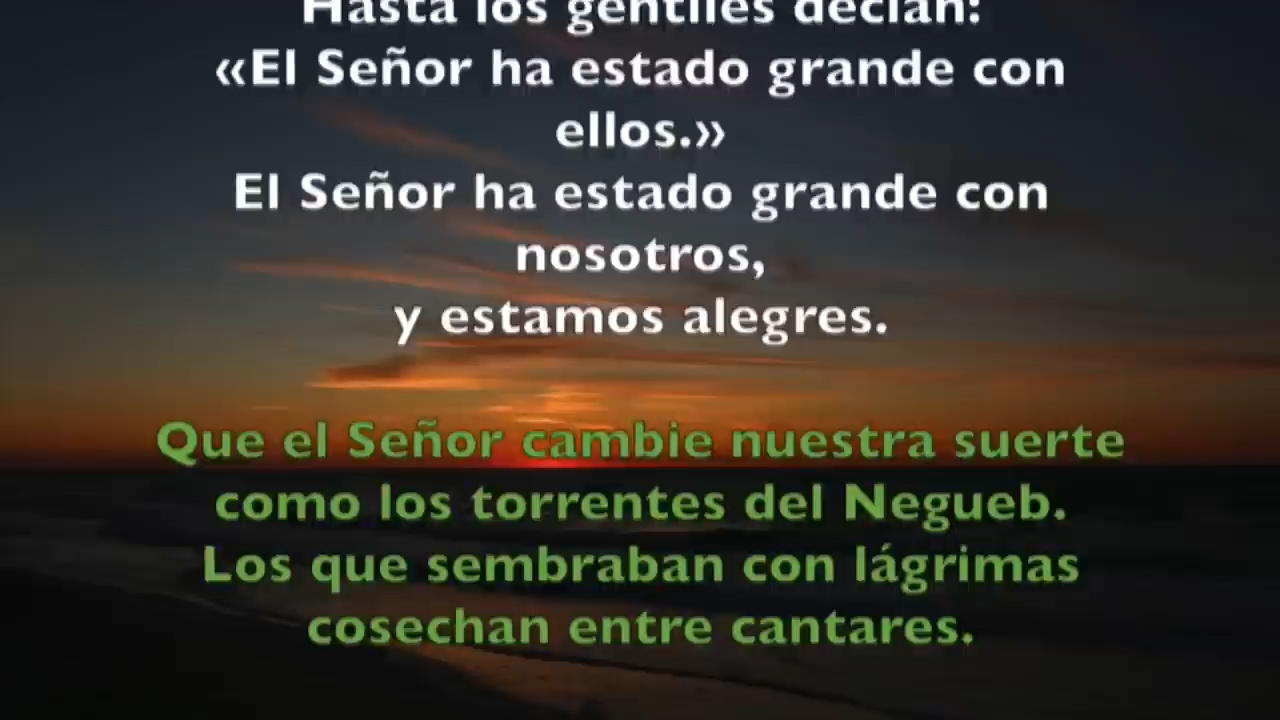 Hasta los gentiles decían:
«El Señor ha estado grande con
ellos.»
El Señor ha estado grande con
nosotros,
y estamos alegres.
Que el Señor cambie nuestra suerte
como los torrentes del Negueb.
Los que sembraban con lágrimas
cosechan entre cantares.